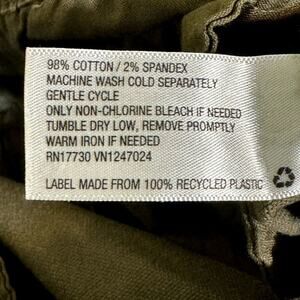 98% COTTON / 2% SPANDEX
MACHINE WASH COLD SEPARATELY
GENTLE CYCLE
ONLY NON-CHLORINE BLEACH IF NEEDED
TUMBLE DRY LOW, REMOVE PROMPTLY
WARM IRON IF NEEDED
RN17730 VN1247024
LABEL MADE FROM 100% RECYCLED PLASTIC